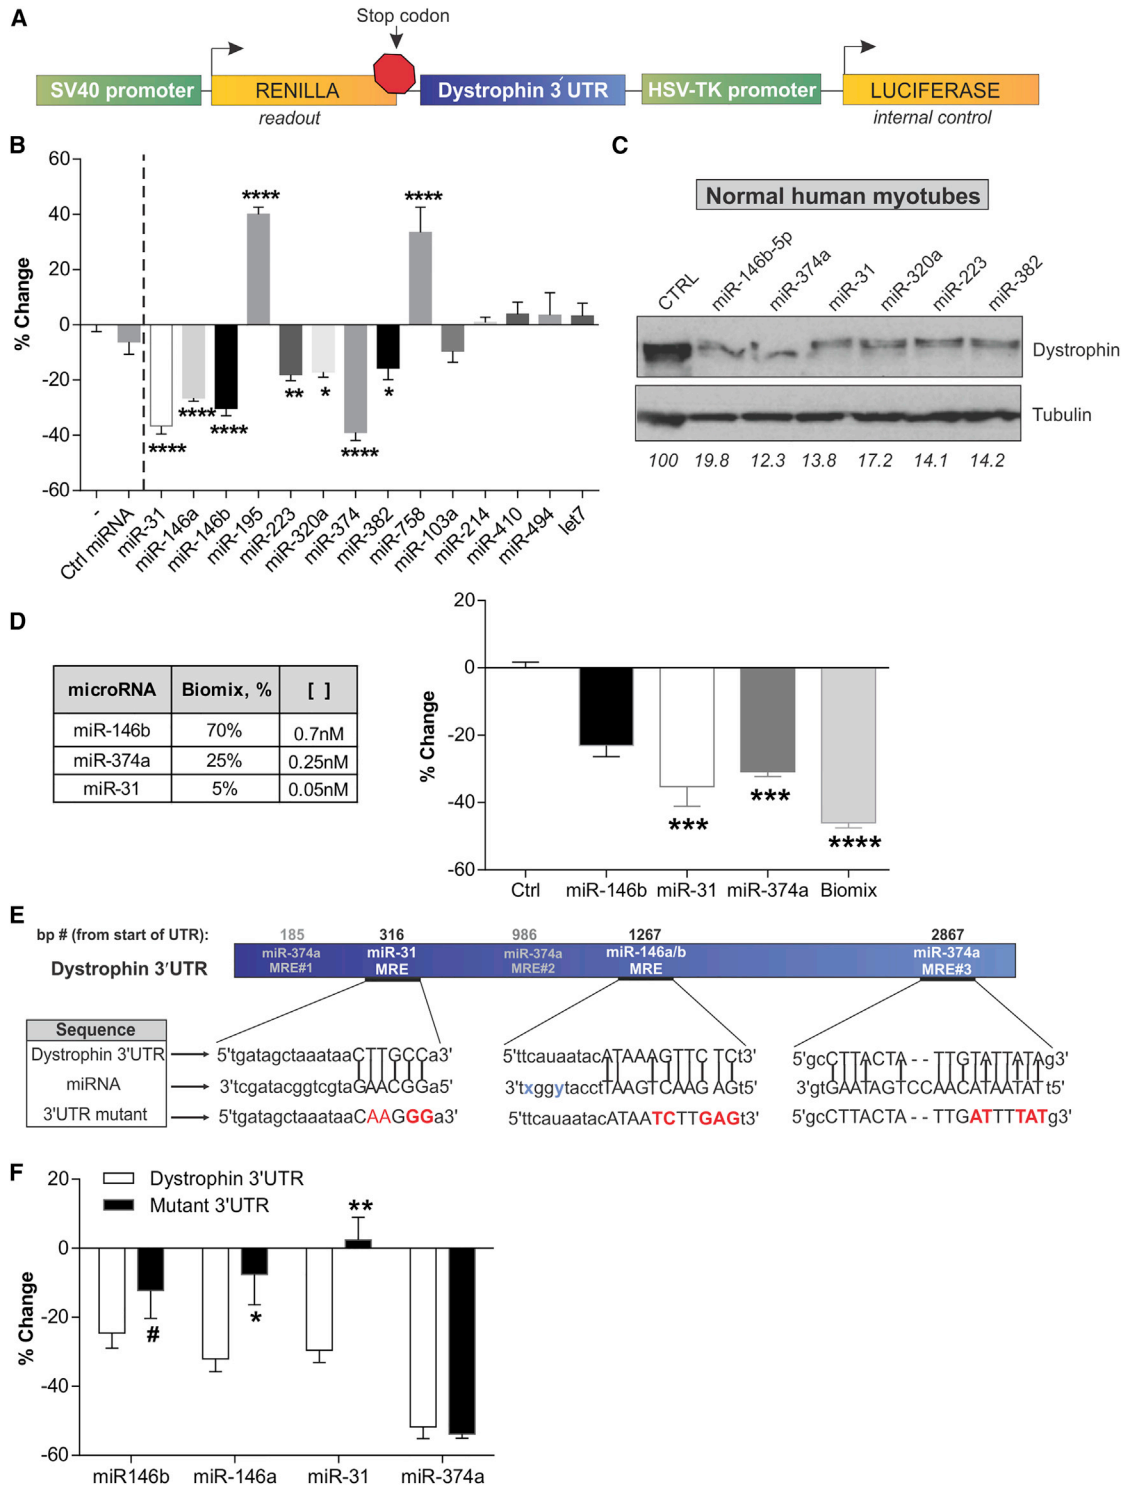 A
Stop codon
SV40 promoter
RENILLA
Dystrophin 3´UTR
HSV-TK promoter
LUCIFERASE
readout
internal control
B
60
40
20
0
-20
-40
-60
% Change
****
****
****
****
**
*
****
*
****
-
Ctrl miRNA
miR-31
miR-146a
miR-146b
miR-195
miR-223
miR-320a
miR-374
miR-382
miR-758
miR-103a
miR-214
miR-410
miR-494
let7
C
Normal human myotubes
CTRL
miR-146b-5p
miR-374a
miR-31
miR-320a
miR-223
miR-382
Dystrophin
Tubulin
100 19.8 12.3 13.8 17.2 14.1 14.2
D
microRNA Biomix, % [ ]
miR-146b 70% 0.7nM
miR-374a 25% 0.25nM
miR-31 5% 0.05nM
20
0
-20
-40
-60
% Change
***
***
****
Ctrl miR-146b miR-31 miR-374a Biomix
E
bp # (from start of UTR): 185 316 986 1267 2867
Dystrophin 3'UTR
miR-374a
MRE#1
miR-31
MRE
miR-374a
MRE#2
miR-146a/b
MRE
miR-374a
MRE#3
Sequence
Dystrophin 3'UTR
miRNA
3'UTR mutant
5'tgatagctaaataaCTTGCCa3'
3'tcgatacggtcgtaGAACGGa5'
5'tgatagctaaataaCAAGGGa3'
5'ttcauaatacATAAAGTTC TCt3'
3'txggytacctTAAGTCAAG AGt5'
5'ttcauaatacATAATCTTGAGt3'
5'gcCTTACTA - - TTGTATTATAg3'
3'gtGAATAGTCCAACATAATAT t5'
5'gcCTTACTA - - TTGATTTTATg3'
F
Dystrophin 3'UTR
Mutant 3'UTR
20
0
-20
-40
-60
% Change
#
*
**
miR146b miR-146a miR-31 miR-374a